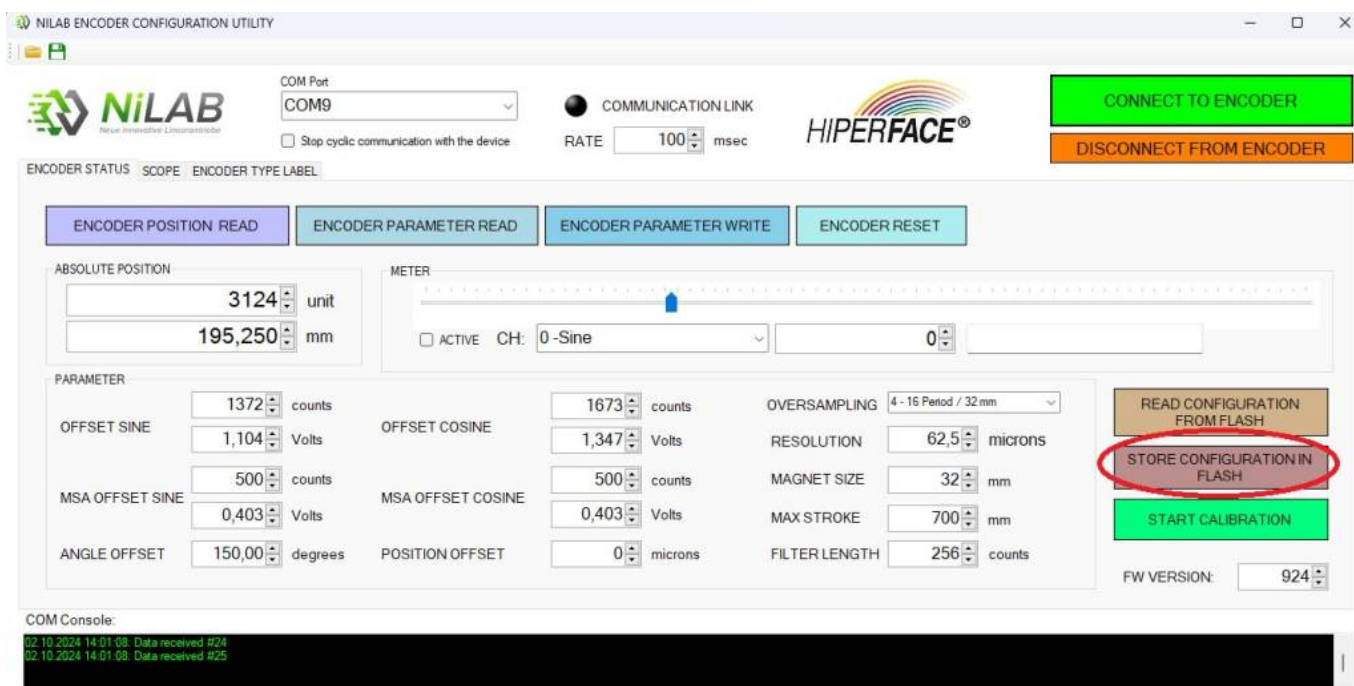 NILAB ENCODER CONFIGURATION UTILITY
NiLAB
Neue innovative Linearantriebe
COM Port
COM9
Stop cyclic communication with the device
COMMUNICATION LINK
RATE 100 msec
HIPERFACE®
CONNECT TO ENCODER
DISCONNECT FROM ENCODER
ENCODER STATUS SCOPE ENCODER TYPE LABEL
ENCODER POSITION READ ENCODER PARAMETER READ ENCODER PARAMETER WRITE ENCODER RESET
ABSOLUTE POSITION
3124 unit
195,250 mm
METER
ACTIVE CH: 0 -Sine 0
PARAMETER
OFFSET SINE
1372 counts
1,104 Volts
MSA OFFSET SINE
500 counts
0,403 Volts
ANGLE OFFSET 150,00 degrees
OFFSET COSINE
1673 counts
1,347 Volts
MSA OFFSET COSINE
500 counts
0,403 Volts
POSITION OFFSET 0 microns
OVERSAMPLING 4 - 16 Period / 32 mm
RESOLUTION 62,5 microns
MAGNET SIZE 32 mm
MAX STROKE 700 mm
FILTER LENGTH 256 counts
READ CONFIGURATION
FROM FLASH
STORE CONFIGURATION IN
FLASH
START CALIBRATION
FW VERSION: 924
COM Console:
02.10.2024 14:01:08: Data received #24
02.10.2024 14:01:08: Data received #25